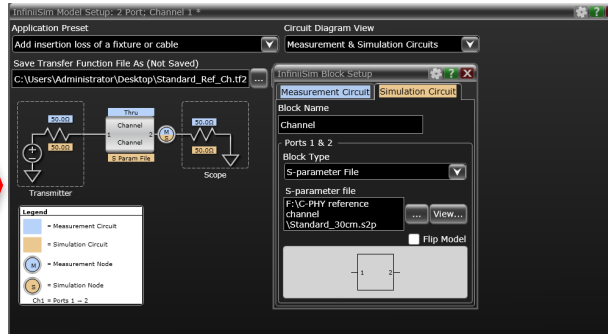 InfiniiSim Model Setup: 2 Port; Channel 1 *
Application Preset
Add insertion loss of a fixture or cable
Circuit Diagram View
Measurement & Simulation Circuits
Save Transfer Function File As (Not Saved)
C:\Users\Administrator\Desktop\Standard_Ref_Ch.tf2
...
50.0Ω
50.0Ω
Transmitter
Thru
Channel
1
2
Channel
S Param File
M
S
50.0Ω
50.0Ω
Scope
Legend
= Measurement Circuit
= Simulation Circuit
M
= Measurement Node
S
= Simulation Node
Ch1 = Ports 1 → 2
InfiniiSim Block Setup
?
X
Measurement Circuit
Simulation Circuit
Block Name
Channel
Ports 1 & 2
Block Type
S-parameter File
S-parameter file
F:\C-PHY reference
channel
\Standard_30cm.s2p
...
View...
Flip Model
1
2
?